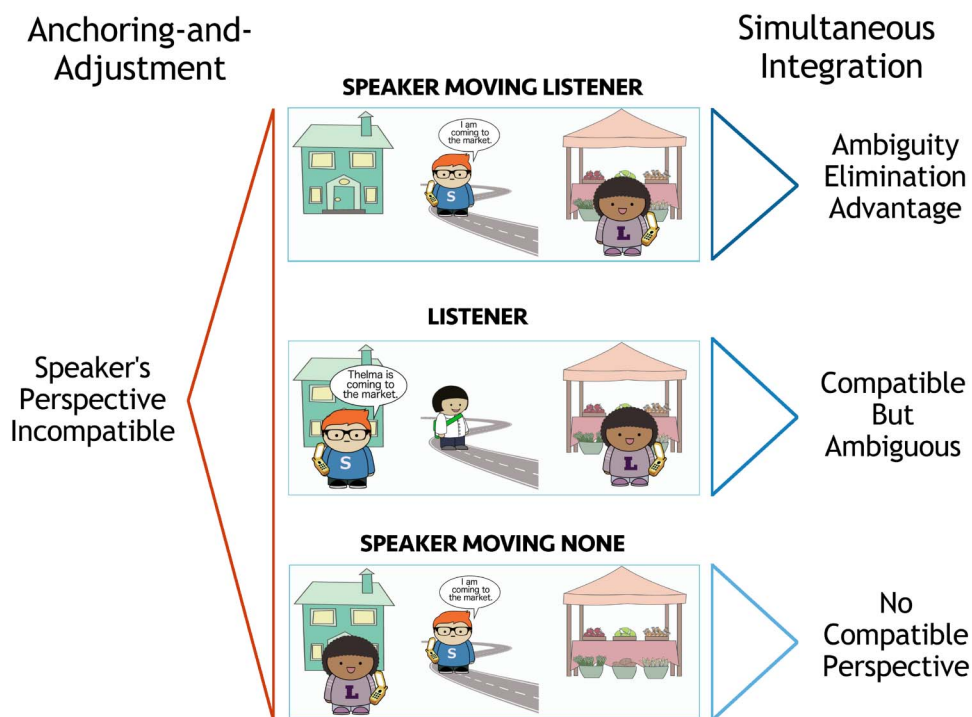 Anchoring-and-
Adjustment
Simultaneous
Integration
SPEAKER MOVING LISTENER
I am
coming to
the market.
S
L
Ambiguity
Elimination
Advantage
Speaker's
Perspective
Incompatible
LISTENER
Thelma is
coming to
the market.
S
L
Compatible
But
Ambiguous
SPEAKER MOVING NONE
I am
coming to
the market.
S
L
No
Compatible
Perspective